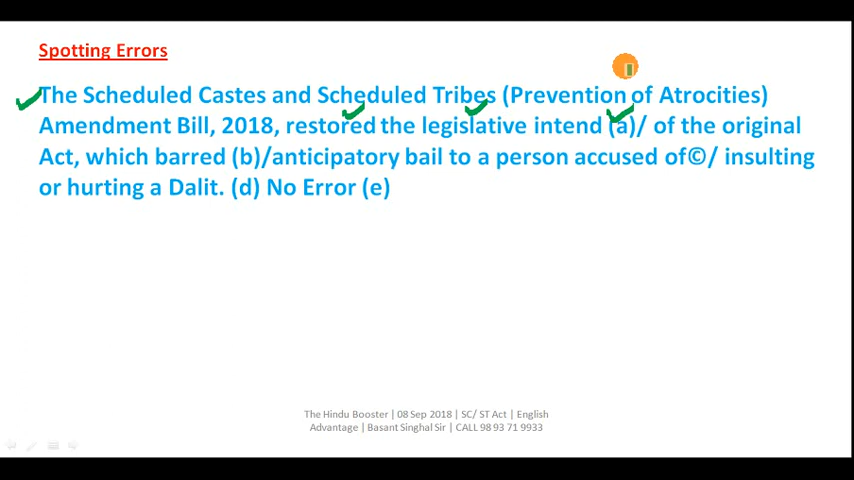 Spotting Errors
The Scheduled Castes and Scheduled Tribes (Prevention of Atrocities)
Amendment Bill, 2018, restored the legislative intend (a)/ of the original
Act, which barred (b)/anticipatory bail to a person accused of©/ insulting
or hurting a Dalit. (d) No Error (e)
The Hindu Booster | 08 Sep 2018 | SC/ ST Act | English
Advantage | Basant Singhal Sir | CALL 98 93 71 9933